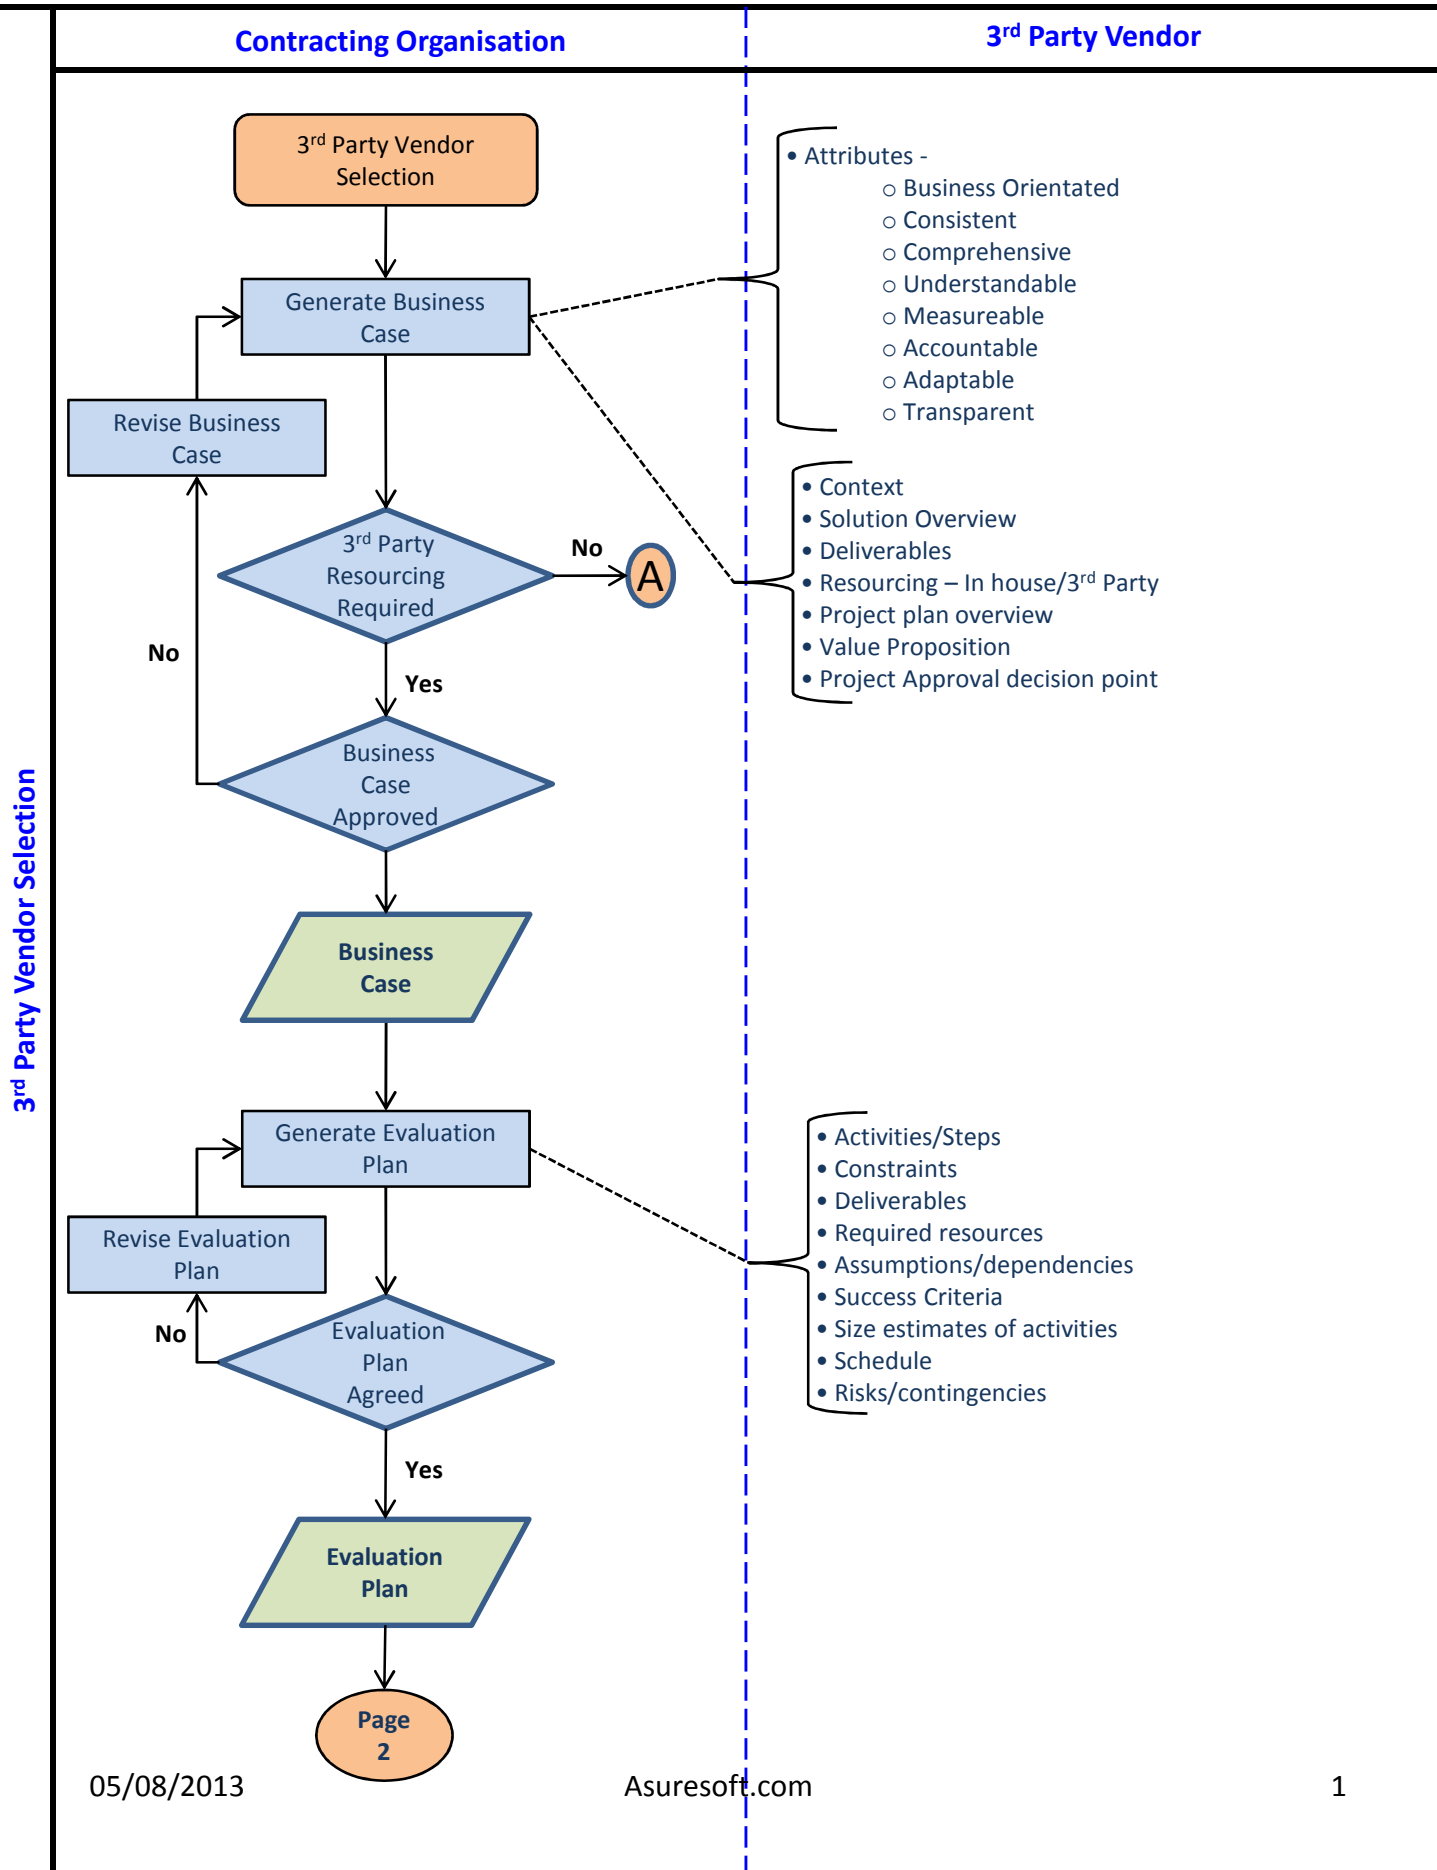 Contracting Organisation
3rd Party Vendor
3rd Party Vendor Selection
3rd Party Vendor
Selection
Generate Business
Case
Revise Business
Case
3rd Party
Resourcing
Required
No
A
No
Yes
Business
Case
Approved
Business
Case
Generate Evaluation
Plan
Revise Evaluation
Plan
No
Evaluation
Plan
Agreed
Yes
Evaluation
Plan
Page
2
• Attributes -
o Business Orientated
o Consistent
o Comprehensive
o Understandable
o Measureable
o Accountable
o Adaptable
o Transparent
• Context
• Solution Overview
• Deliverables
• Resourcing – In house/3rd Party
• Project plan overview
• Value Proposition
• Project Approval decision point
• Activities/Steps
• Constraints
• Deliverables
• Required resources
• Assumptions/dependencies
• Success Criteria
• Size estimates of activities
• Schedule
• Risks/contingencies
05/08/2013
Asuresoft.com
1